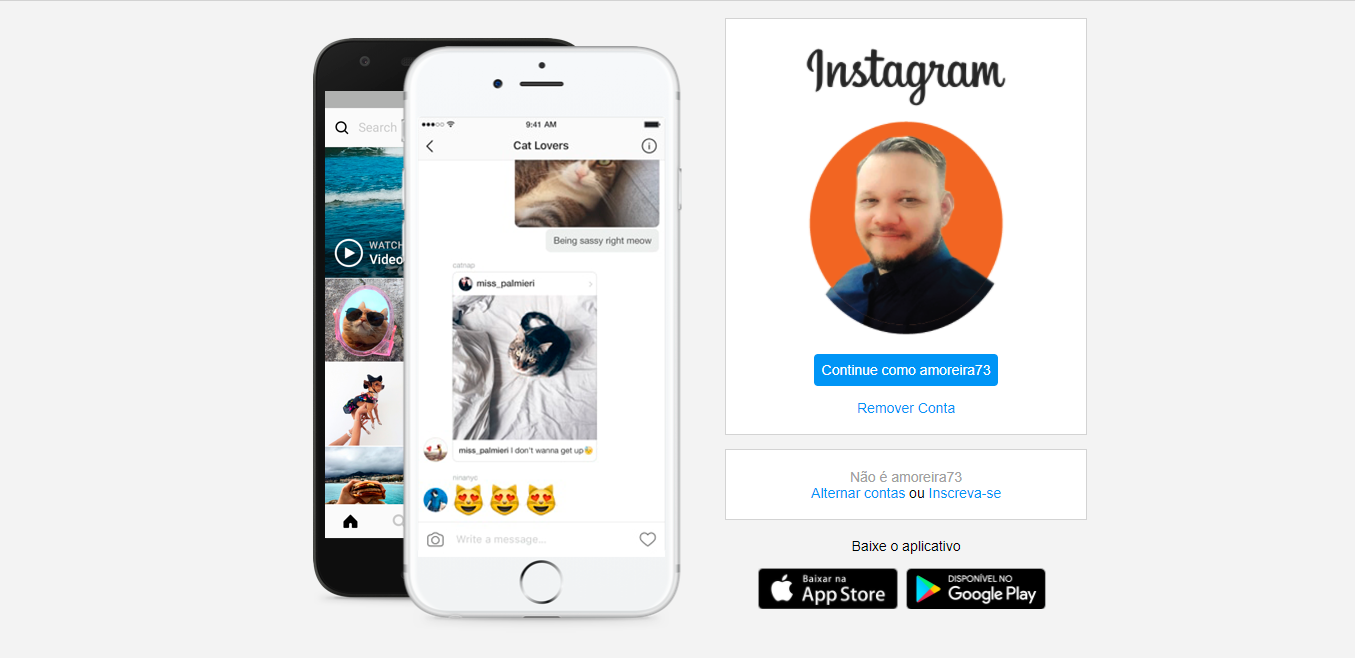 Search
WATCH
Video
9:41 AM
Cat Lovers
Being sassy right meow
catnap
miss_palmieri
miss_palmieri I don't wanna get up😴
ninanyc
😻😻😻
Write a message...
Instagram
Continue como amoreira73
Remover Conta
Não é amoreira73
Alternar contas ou Inscreva-se
Baixe o aplicativo
Baixar na
App Store
DISPONÍVEL NO
Google Play